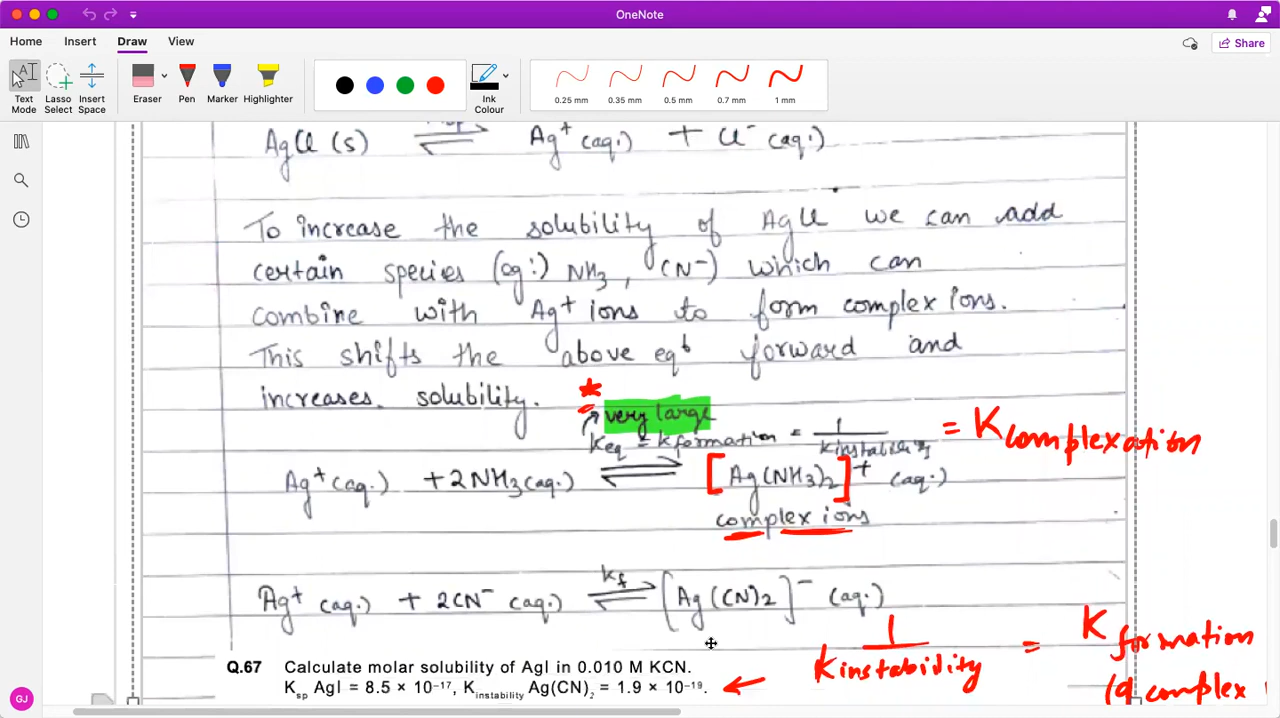 OneNote
Home Insert Draw View
Share
Text Mode
Lasso Select
Insert Space
Eraser
Pen
Marker
Highlighter
Ink Colour
0.25 mm
0.35 mm
0.5 mm
0.7 mm
1 mm
AgCl (s) ⇌ Ag⁺ (aq.) + Cl⁻ (aq.)
To increase the solubility of AgCl we can add
certain species (eg:) NH₃, (CN⁻) which can
combine with Ag⁺ ions to form complex ions.
This shifts the above eqᵇ forward and
increases. solubility.
* very large
Keq = Kformation = 1/Kinstability = Kcomplexation
Ag⁺(aq.) + 2NH₃(aq.) ⇌ [Ag(NH₃)₂]⁺ (aq.)
complex ions
Ag⁺ (aq.) + 2CN⁻ (aq.) ⇌ Kf [Ag(CN)₂]⁻ (aq.)
1/Kinstability = Kformation
(of complex
Q.67 Calculate molar solubility of AgI in 0.010 M KCN.
Ksp AgI = 8.5 × 10⁻¹⁷, Kinstability Ag(CN)₂⁻ = 1.9 × 10⁻¹⁹.
GJ